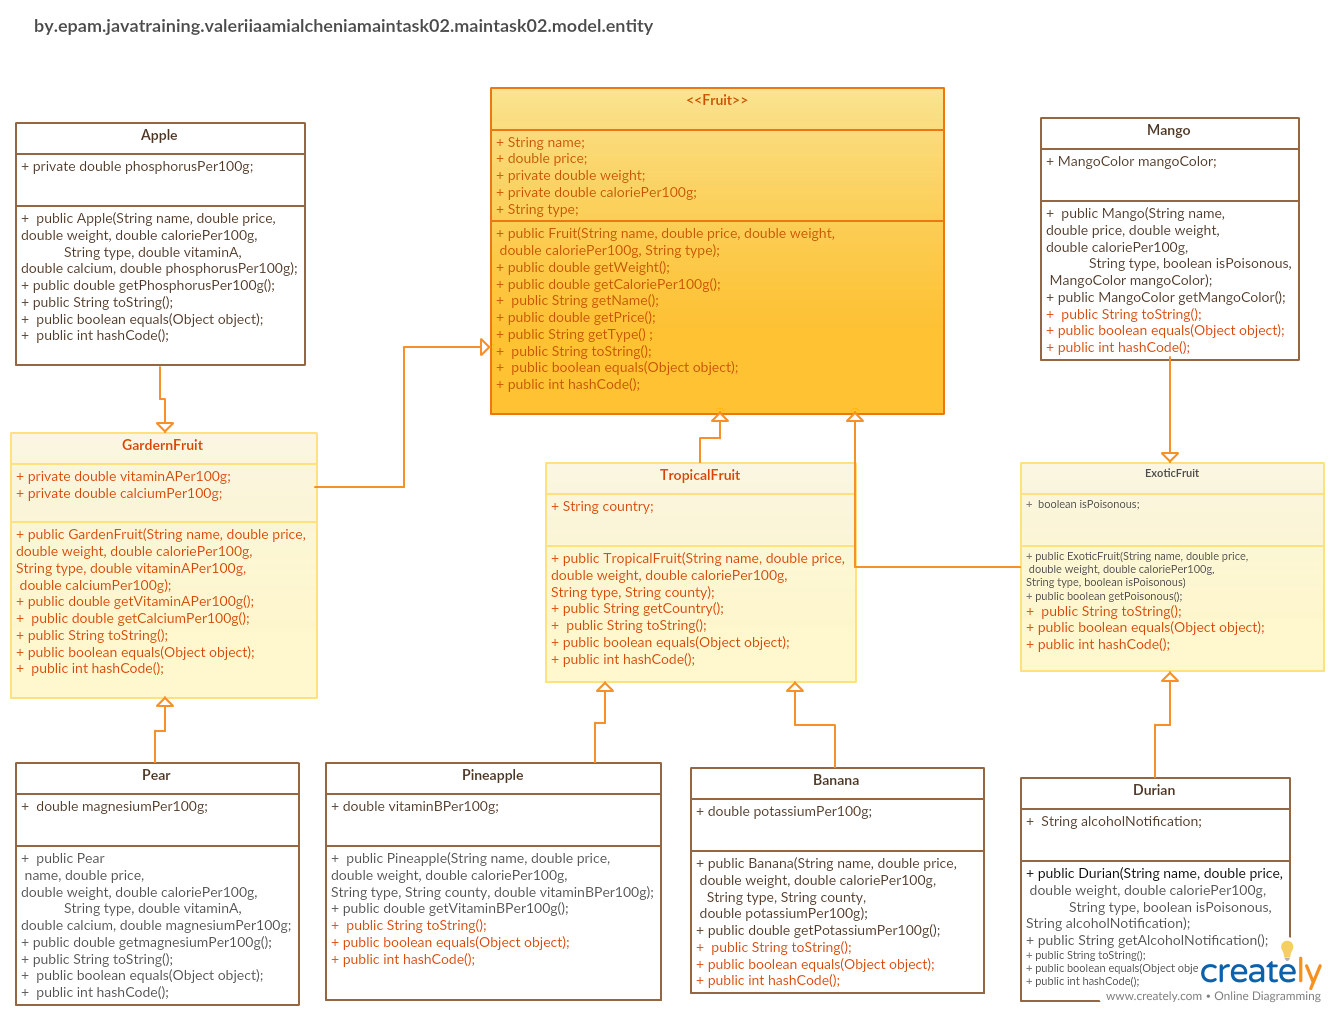 by.epam.javatraining.valeriiaamialcheniamaintask02.maintask02.model.entity
Apple
+ private double phosphorusPer100g;
+  public Apple(String name, double price,
double weight, double caloriePer100g,
String type, double vitaminA,
double calcium, double phosphorusPer100g);
+ public double getPhosphorusPer100g();
+ public String toString();
+  public boolean equals(Object object);
+  public int hashCode();
<<Fruit>>
+ String name;
+ double price;
+ private double weight;
+ private double caloriePer100g;
+ String type;
+ public Fruit(String name, double price, double weight,
double caloriePer100g, String type);
+ public double getWeight();
+ public double getCaloriePer100g();
+  public String getName();
+ public double getPrice();
+ public String getType() ;
+  public String toString();
+  public boolean equals(Object object);
+ public int hashCode();
Mango
+ MangoColor mangoColor;
+  public Mango(String name,
double price, double weight,
double caloriePer100g,
String type, boolean isPoisonous,
MangoColor mangoColor);
+ public MangoColor getMangoColor();
+  public String toString();
+ public boolean equals(Object object);
+ public int hashCode();
GardernFruit
+ private double vitaminAPer100g;
+ private double calciumPer100g;
+ public GardenFruit(String name, double price,
double weight, double caloriePer100g,
String type, double vitaminAPer100g,
double calciumPer100g);
+ public double getVitaminAPer100g();
+  public double getCalciumPer100g();
+ public String toString();
+ public boolean equals(Object object);
+  public int hashCode();
TropicalFruit
+ String country;
+ public TropicalFruit(String name, double price,
double weight, double caloriePer100g,
String type, String county);
+ public String getCountry();
+  public String toString();
+ public boolean equals(Object object);
+ public int hashCode();
ExoticFruit
+  boolean isPoisonous;
+ public ExoticFruit(String name, double price,
double weight, double caloriePer100g,
String type, boolean isPoisonous)
+ public boolean getPoisonous();
+  public String toString();
+ public boolean equals(Object object);
+ public int hashCode();
Pear
+  double magnesiumPer100g;
+  public Pear
name, double price,
double weight, double caloriePer100g,
String type, double vitaminA,
double calcium, double magnesiumPer100g;
+ public double getmagnesiumPer100g();
+ public String toString();
+  public boolean equals(Object object);
+  public int hashCode();
Pineapple
+ double vitaminBPer100g;
+  public Pineapple(String name, double price,
double weight, double caloriePer100g,
String type, String county, double vitaminBPer100g);
+ public double getVitaminBPer100g();
+  public String toString();
+ public boolean equals(Object object);
+ public int hashCode();
Banana
+ double potassiumPer100g;
+ public Banana(String name, double price,
double weight, double caloriePer100g,
String type, String county,
double potassiumPer100g);
+ public double getPotassiumPer100g();
+  public String toString();
+ public boolean equals(Object object);
+ public int hashCode();
Durian
+  String alcoholNotification;
+ public Durian(String name, double price,
double weight, double caloriePer100g,
String type, boolean isPoisonous,
String alcoholNotification);
+ public String getAlcoholNotification();
+ public String toString();
+ public boolean equals(Object obje
+ public int hashCode();
creately
www.creately.com • Online Diagramming